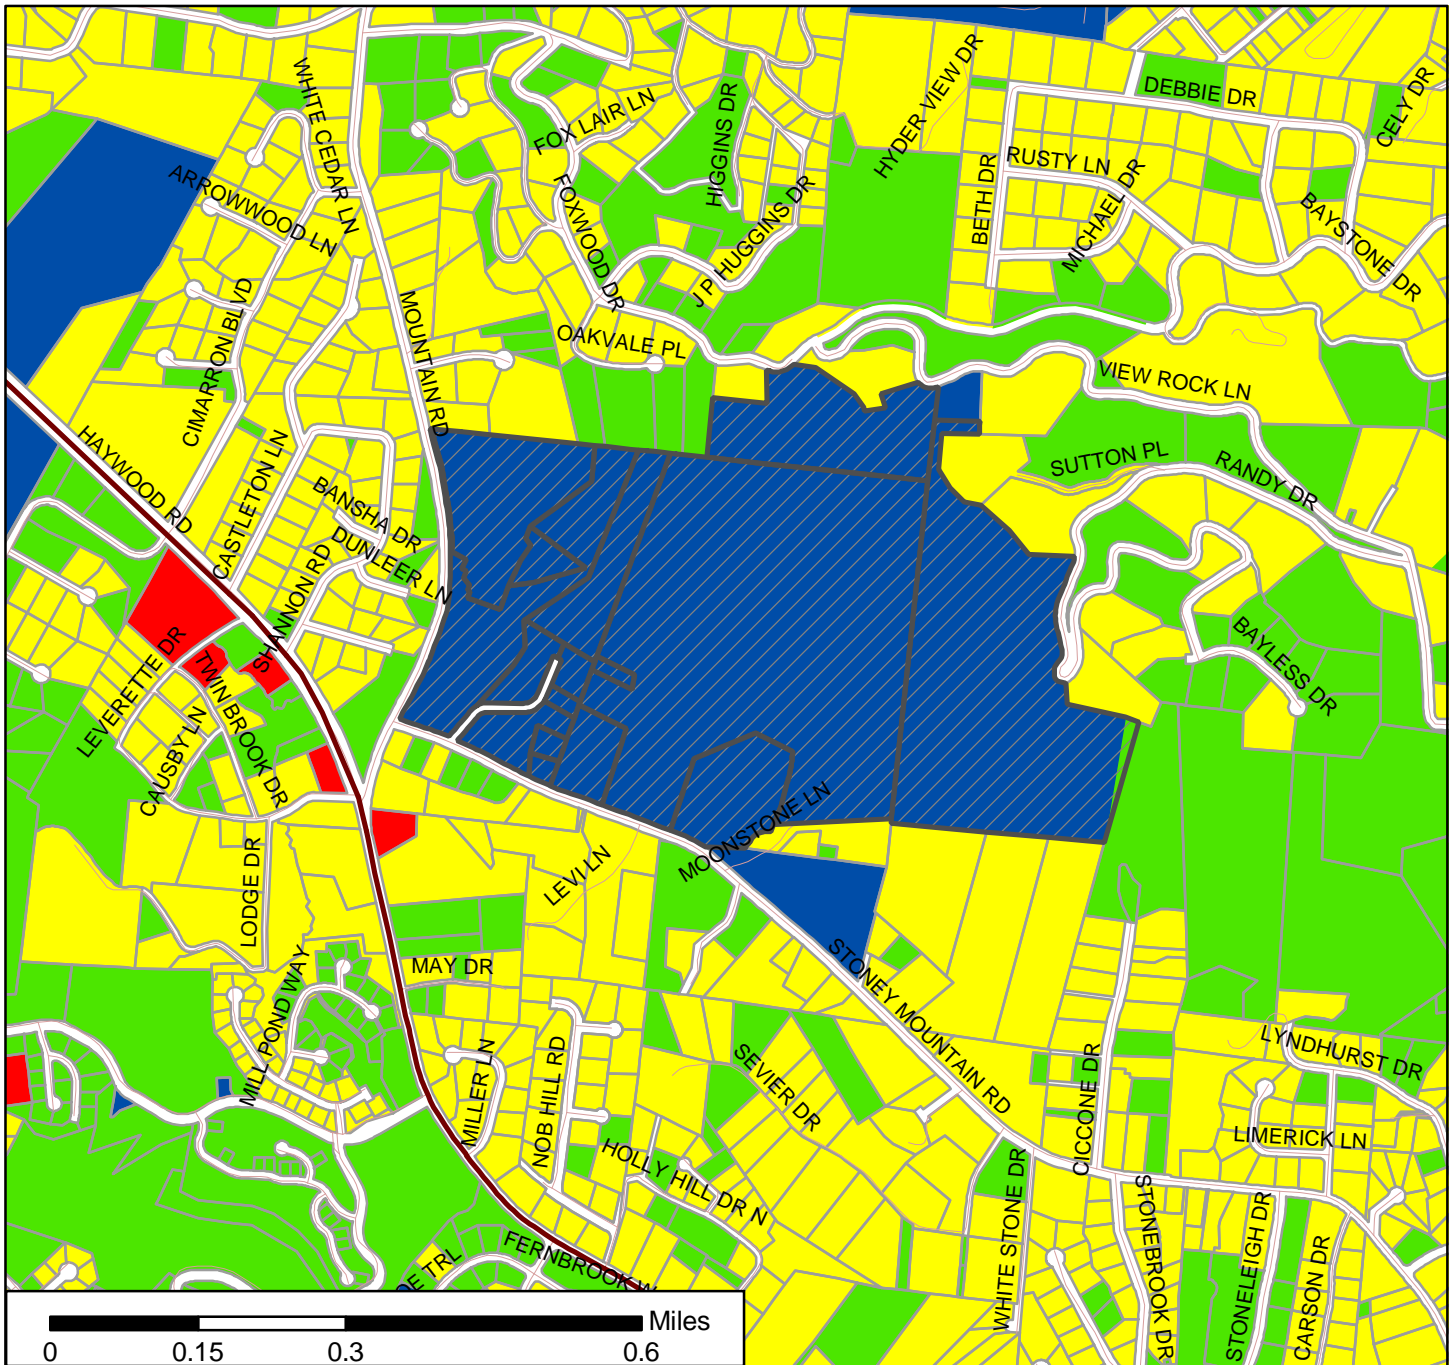 WHITE CEDAR LN
HYDER VIEW DR
DEBBIE DR
CELY DR
FOX LAIR LN
HIGGINS DR
RUSTY LN
ARROWWOOD LN
FOXWOOD DR
BETH DR
MICHAEL DR
J P HUGGINS DR
BAYSTONE DR
CIMARRON BLVD
MOUNTAIN RD
OAKVALE PL
VIEW ROCK LN
HAYWOOD RD
CASTLETON LN
SUTTON PL
RANDY DR
BANSHA DR
DUNLEER LN
SHANNON RD
LEVERETTE DR
TWIN BROOK DR
BAYLESS DR
CAUSBY LN
MOONSTONE LN
LODGE DR
LEVI LN
MAY DR
STONEY MOUNTAIN RD
MILL POND WAY
LYNDHURST DR
MILLER LN
NOB HILL RD
SEVIER DR
CICCONE DR
LIMERICK LN
HOLLY HILL DR N
WHITE STONE DR
STONEBROOK DR
STONELEIGH DR
CARSON DR
FERNBROOK
TRL
Miles
0 0.15 0.3 0.6